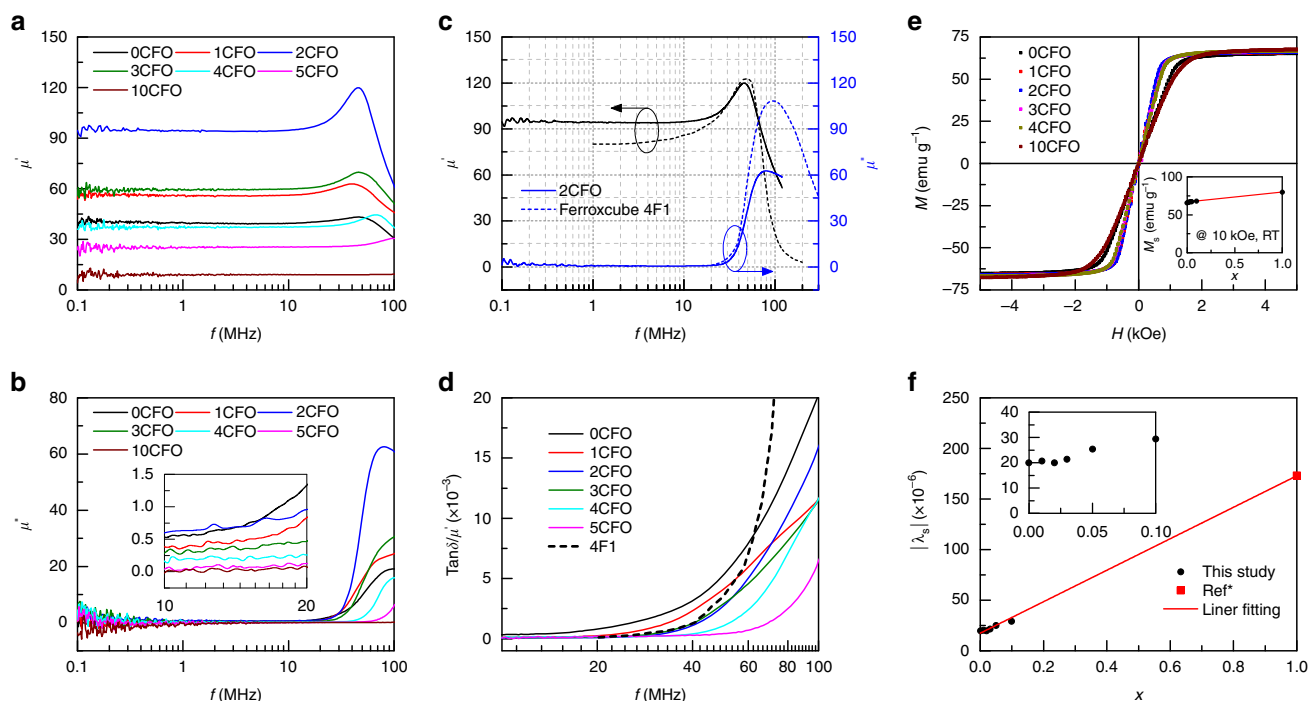 a
μ'
150
120
90
60
30
0
0CFO 1CFO 2CFO
3CFO 4CFO 5CFO
10CFO
0.1 1 10 100
f (MHz)
b
μ"
80
60
40
20
0
0CFO 1CFO 2CFO
3CFO 4CFO 5CFO
10CFO
1.5
1.0
0.5
0.0
10 20
0.1 1 10 100
f (MHz)
c
μ'
150
120
90
60
30
0
2CFO
Ferroxcube 4F1
μ"
150
120
90
60
30
0
0.1 1 10 100
f (MHz)
d
Tanδ/μ' (×10⁻³)
20
15
10
5
0
0CFO
1CFO
2CFO
3CFO
4CFO
5CFO
4F1
20 40 60 80 100
f (MHz)
e
M (emu g⁻¹)
75
50
25
0
−25
−50
−75
0CFO
1CFO
2CFO
3CFO
4CFO
10CFO
Mₛ (emu g⁻¹)
100
50
0
@ 10 kOe, RT
0.0 0.5 1.0
x
−4 −2 0 2 4
H (kOe)
f
|λₛ| (×10⁻⁶)
250
200
150
100
50
0
40
30
20
10
0
0.00 0.05 0.10
This study
Ref*
Liner fitting
0.0 0.2 0.4 0.6 0.8 1.0
x